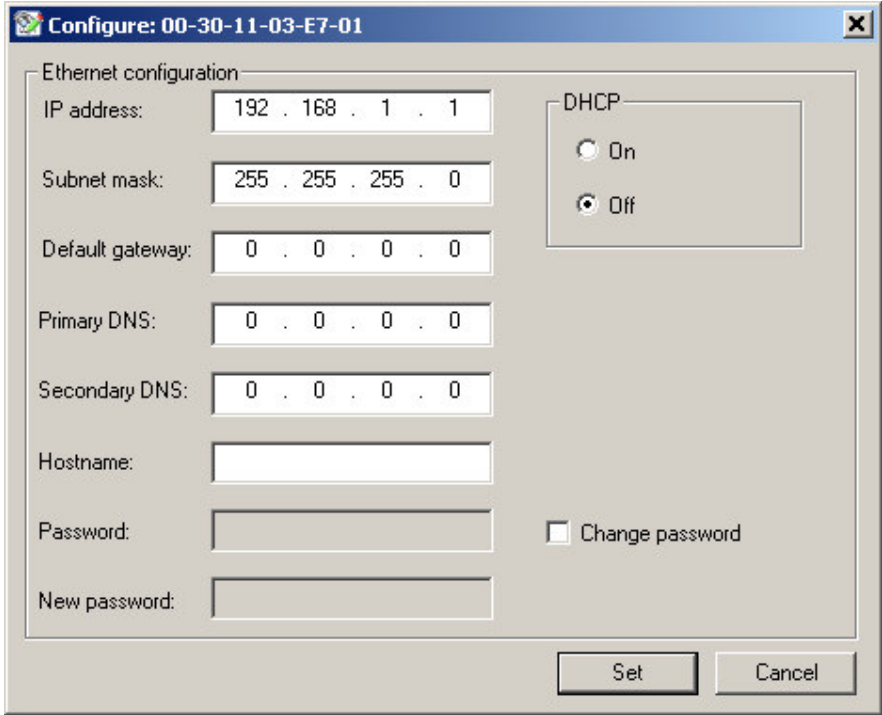 Configure: 00-30-11-03-E7-01
Ethernet configuration
IP address: 192 . 168 . 1 . 1
DHCP
On
Subnet mask: 255 . 255 . 255 . 0
Off
Default gateway: 0 . 0 . 0 . 0
Primary DNS: 0 . 0 . 0 . 0
Secondary DNS: 0 . 0 . 0 . 0
Hostname:
Password:
Change password
New password:
Set Cancel